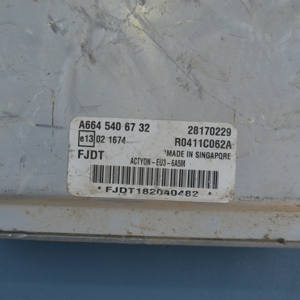 A664 540 67 32 28170229
e13 02 1674 R0411C062A
FJDT MADE IN SINGAPORE
ACTYON-EU3-6A5M
* FJDT182040482 *